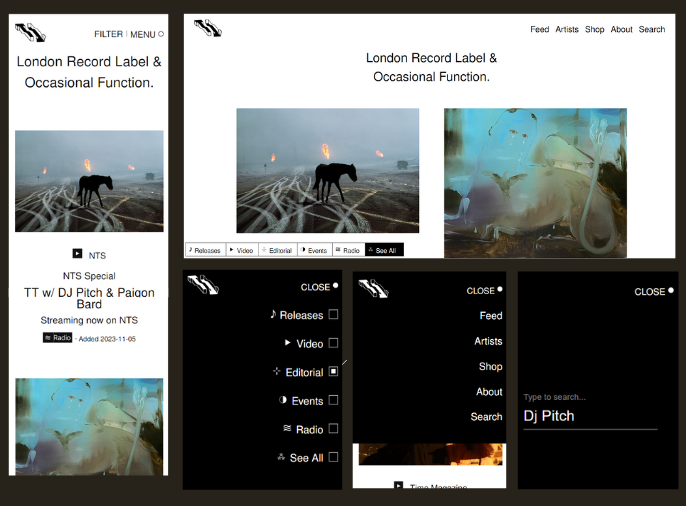 FILTER | MENU
London Record Label &
Occasional Function.
NTS
NTS Special
TT w/ DJ Pitch & Paigon
Bard
Streaming now on NTS
Radio - Added 2023-11-05
Feed Artists Shop About Search
London Record Label &
Occasional Function.
Releases Video Editorial Events Radio See All
CLOSE
Releases
Video
Editorial
Events
Radio
See All
CLOSE
Feed
Artists
Shop
About
Search
Time Magazine
CLOSE
Type to search...
Dj Pitch